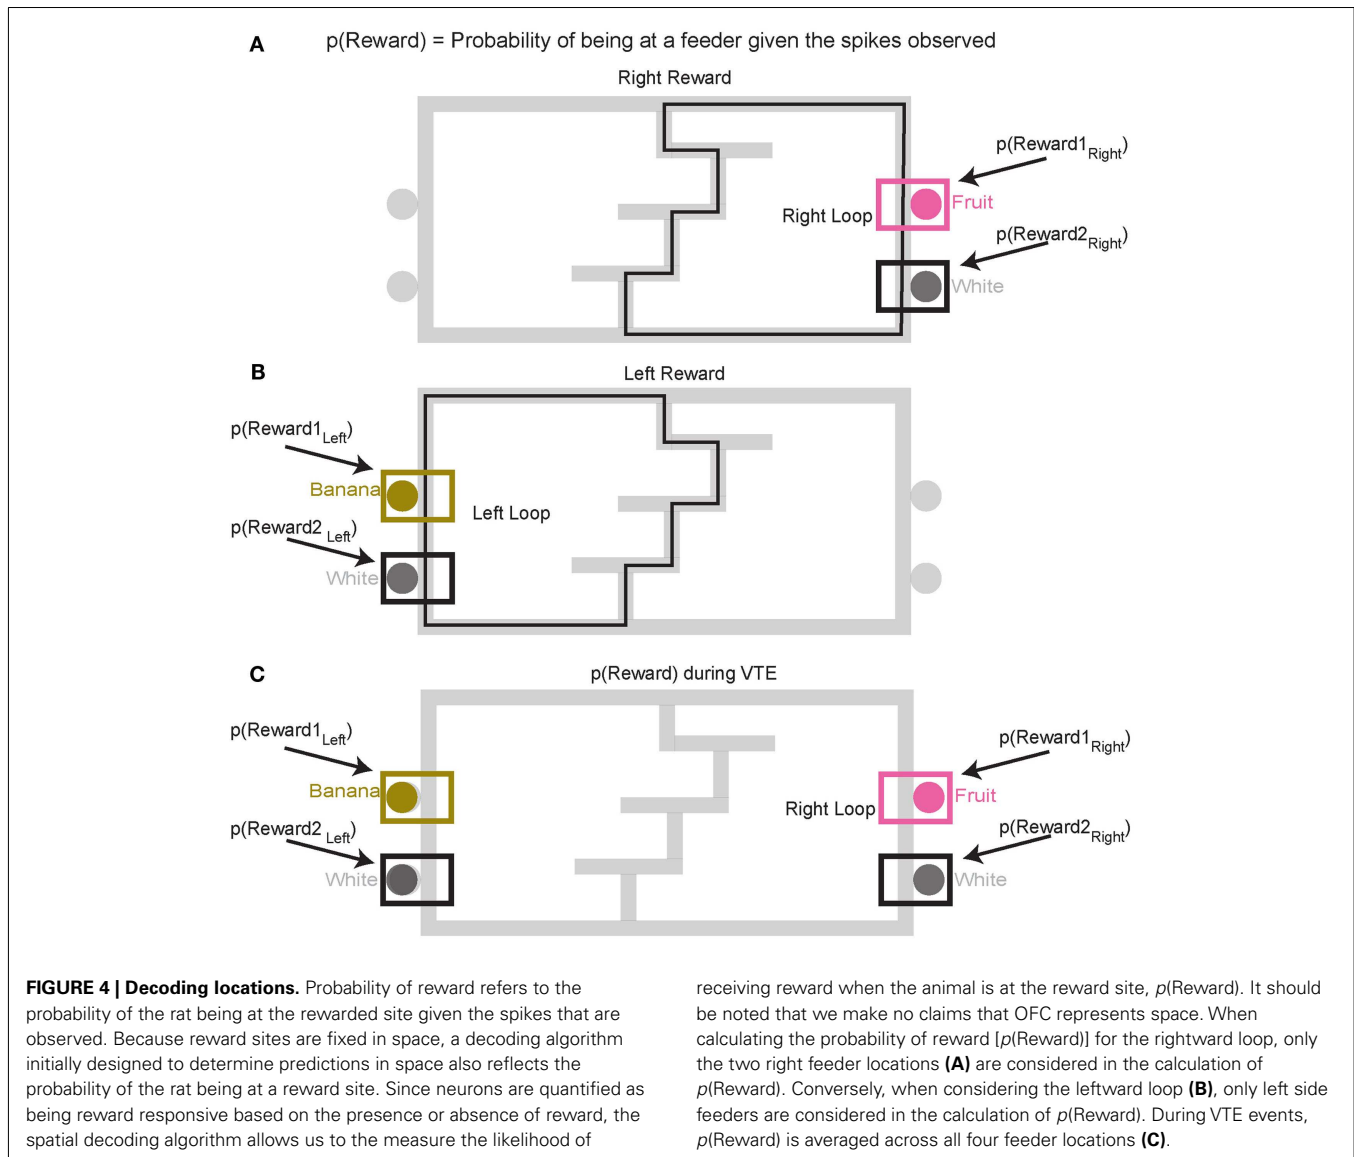 A
p(Reward) = Probability of being at a feeder given the spikes observed
Right Reward
p(Reward1Right)
Fruit
Right Loop
p(Reward2Right)
White
B
Left Reward
p(Reward1Left)
Banana
Left Loop
p(Reward2 Left)
White
C
p(Reward) during VTE
p(Reward1Left)
p(Reward1Right)
Banana
Fruit
Right Loop
p(Reward2 Left)
p(Reward2Right)
White
White
FIGURE 4 | Decoding locations. Probability of reward refers to the
probability of the rat being at the rewarded site given the spikes that are
observed. Because reward sites are fixed in space, a decoding algorithm
initially designed to determine predictions in space also reflects the
probability of the rat being at a reward site. Since neurons are quantified as
being reward responsive based on the presence or absence of reward, the
spatial decoding algorithm allows us to the measure the likelihood of
receiving reward when the animal is at the reward site, p(Reward). It should
be noted that we make no claims that OFC represents space. When
calculating the probability of reward [p(Reward)] for the rightward loop, only
the two right feeder locations (A) are considered in the calculation of
p(Reward). Conversely, when considering the leftward loop (B), only left side
feeders are considered in the calculation of p(Reward). During VTE events,
p(Reward) is averaged across all four feeder locations (C).